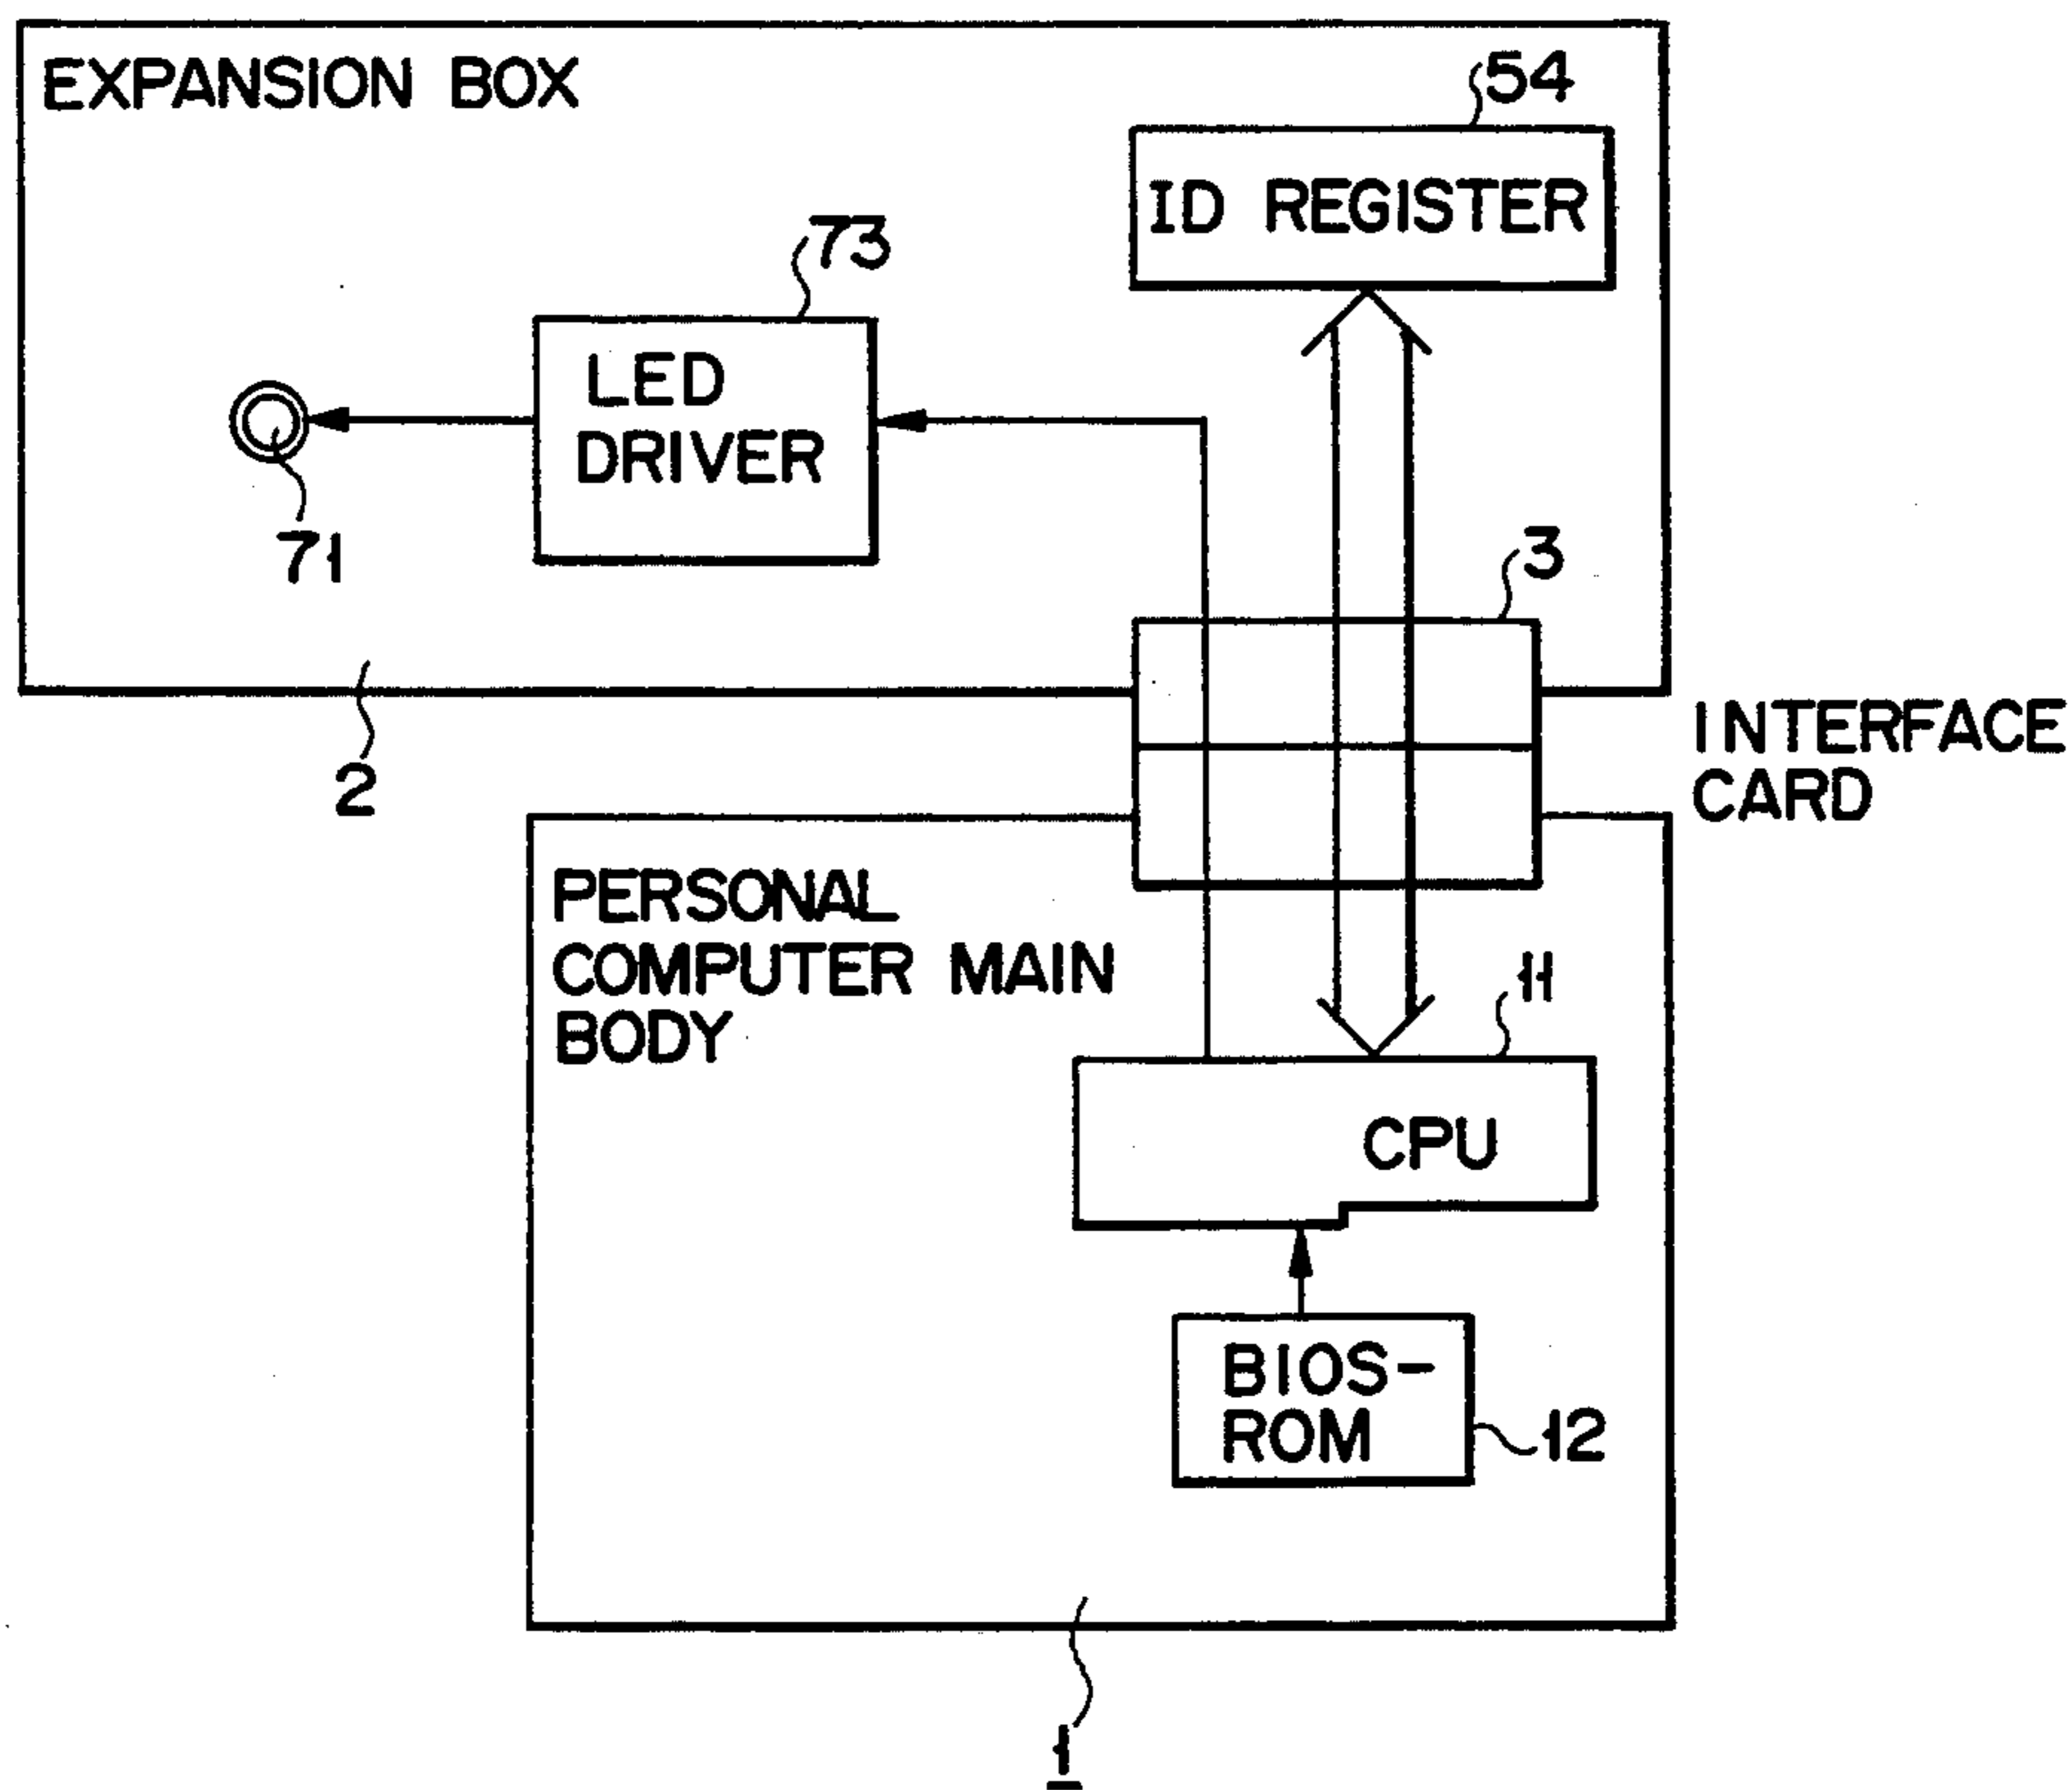 EXPANSION BOX
54
ID REGISTER
73
LED
DRIVER
71
3
INTERFACE
CARD
2
PERSONAL
COMPUTER MAIN
BODY
11
CPU
BIOS-
ROM
12
1